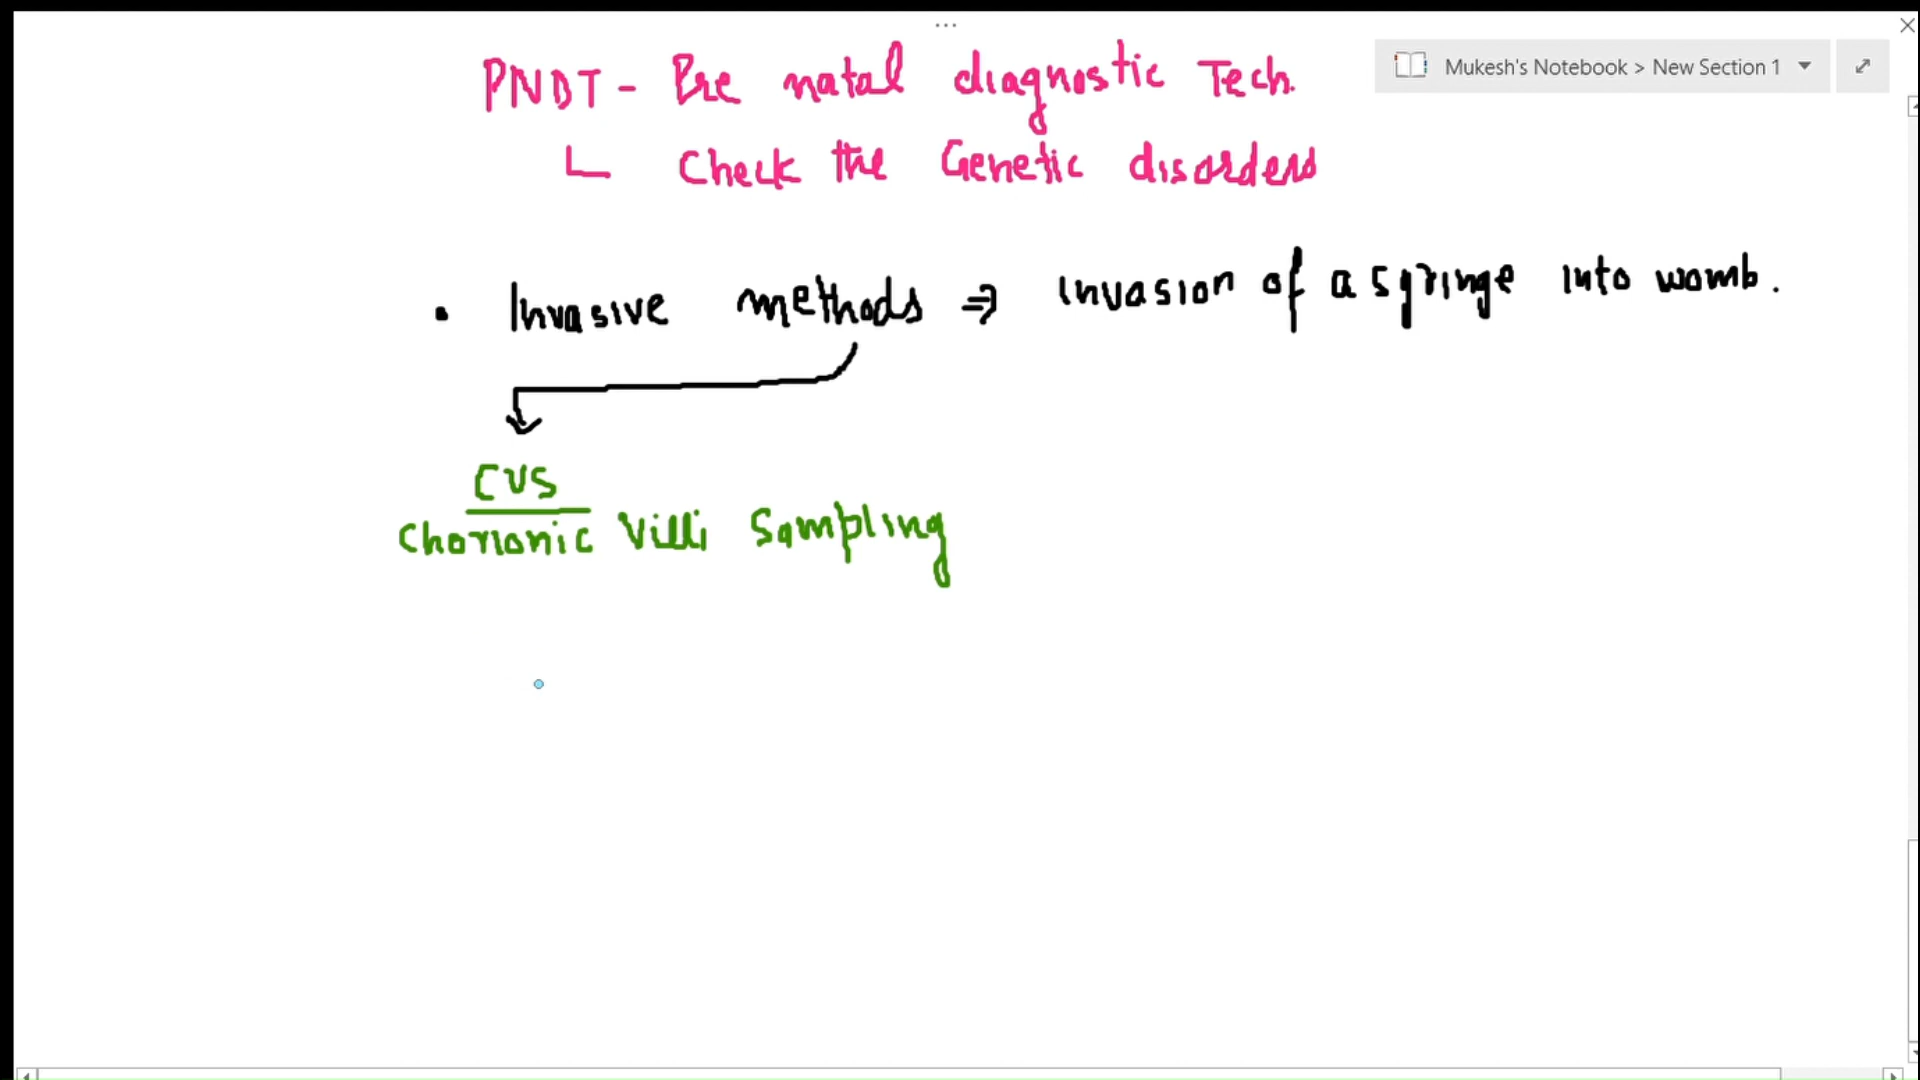 ...
Mukesh's Notebook > New Section 1
PNDT - Pre natal diagnostic Tech.
Check the Genetic disorders
• Invasive methods ⇒ invasion of a syringe into womb.
CVS
Chorionic Villi Sampling